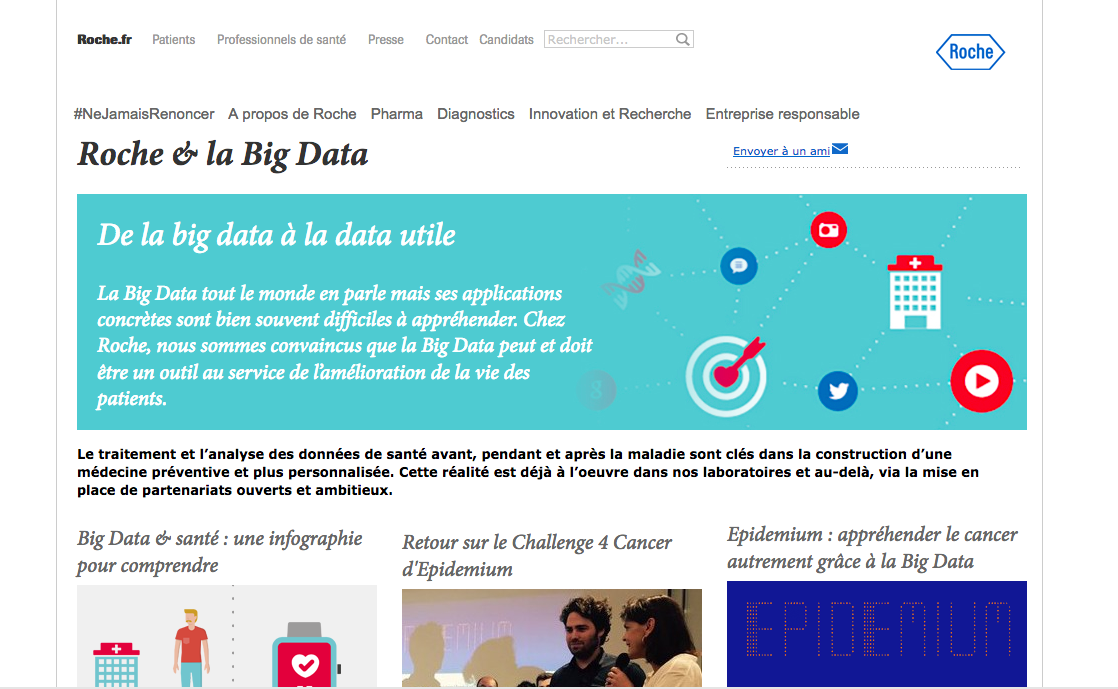 Roche.fr Patients Professionnels de santé Presse Contact Candidats Rechercher...
Roche
#NeJamaisRenoncer A propos de Roche Pharma Diagnostics Innovation et Recherche Entreprise responsable
Roche & la Big Data
Envoyer à un ami
De la big data à la data utile
La Big Data tout le monde en parle mais ses applications
concrètes sont bien souvent difficiles à appréhender. Chez
Roche, nous sommes convaincus que la Big Data peut et doit
être un outil au service de l'amélioration de la vie des
patients.
Le traitement et l’analyse des données de santé avant, pendant et après la maladie sont clés dans la construction d’une
médecine préventive et plus personnalisée. Cette réalité est déjà à l’oeuvre dans nos laboratoires et au-delà, via la mise en
place de partenariats ouverts et ambitieux.
Big Data & santé : une infographie
pour comprendre
Retour sur le Challenge 4 Cancer
d'Epidemium
Epidemium : appréhender le cancer
autrement grâce à la Big Data
EPIDEMIUM
EPIDEMIUM